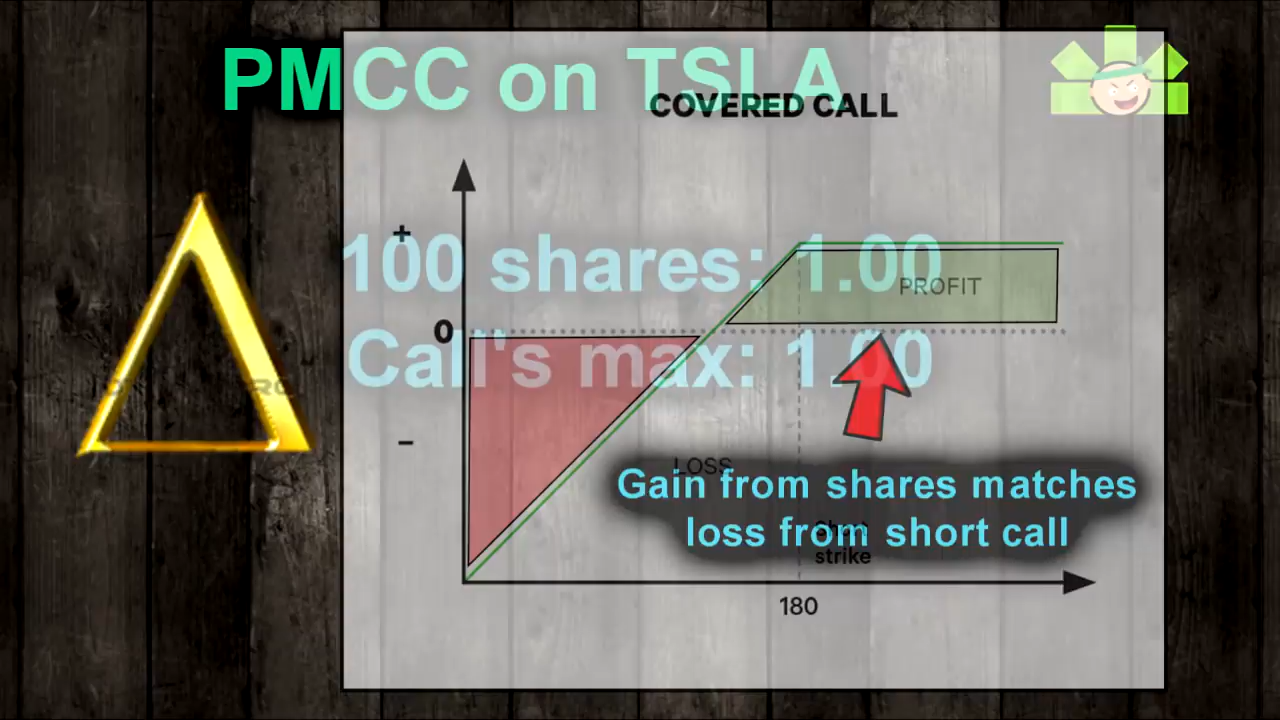 PMCC on TSLA
COVERED CALL
+
100 shares: 1.00
PROFIT
0
Call's max: 1.00
−
LOSS
Gain from shares matches
loss from short call
Short
strike
180